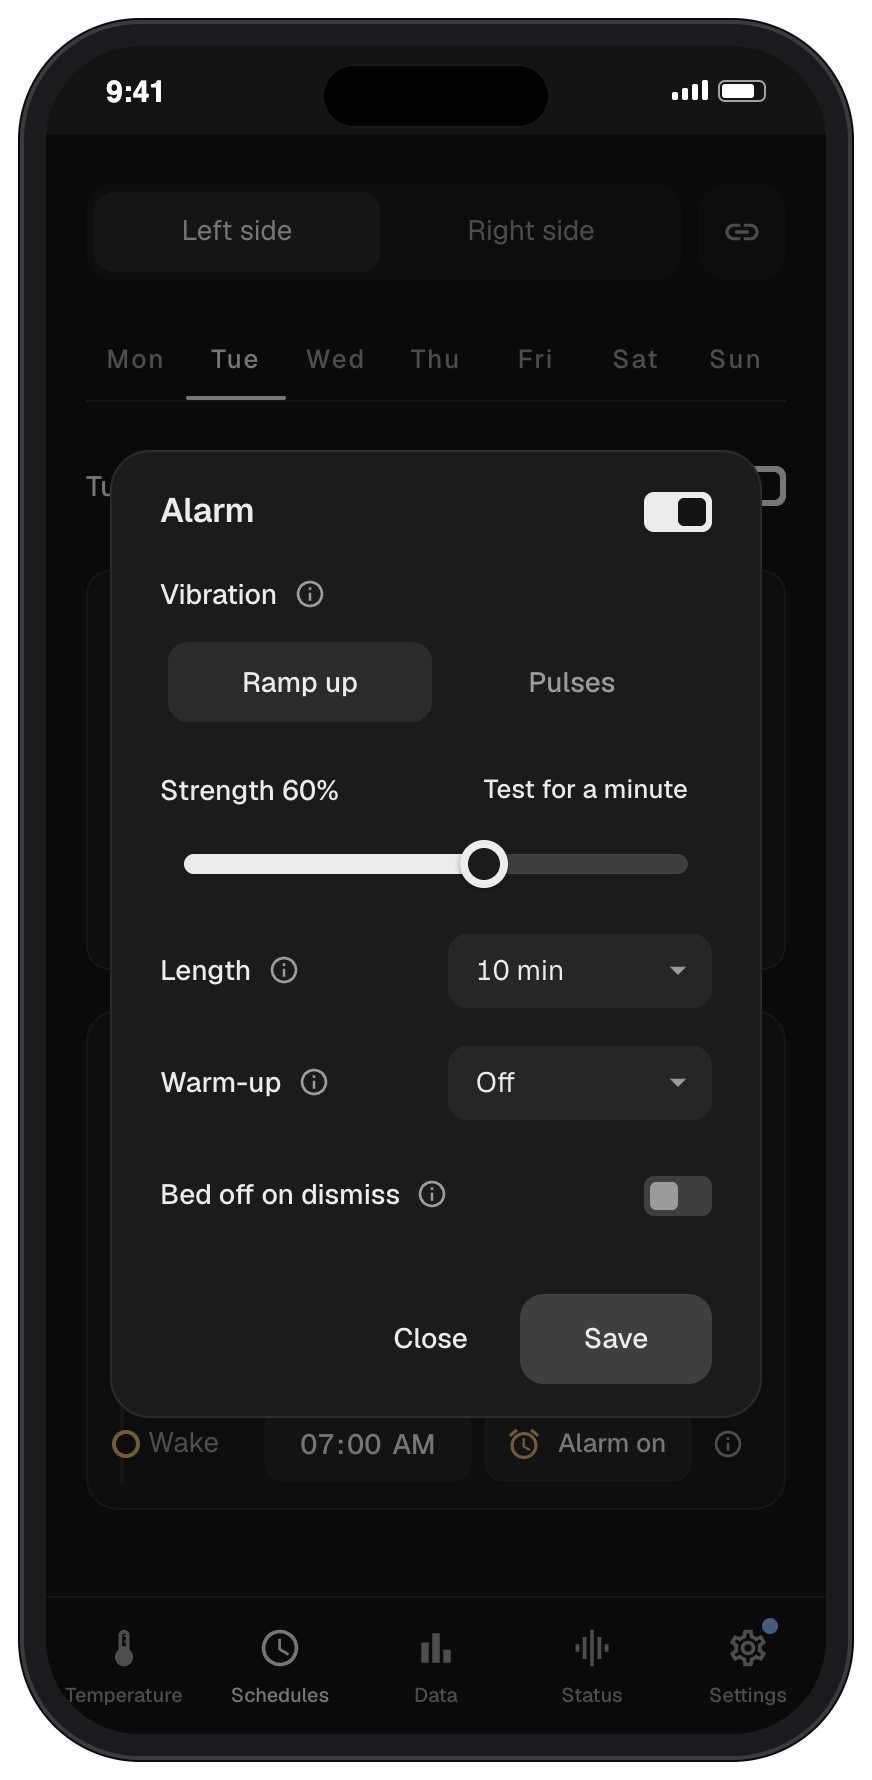 9:41
Left side Right side
Mon Tue Wed Thu Fri Sat Sun
Alarm
Vibration
Ramp up Pulses
Strength 60% Test for a minute
Length 10 min
Warm-up Off
Bed off on dismiss
Close Save
Wake 07:00 AM Alarm on
Temperature Schedules Data Status Settings